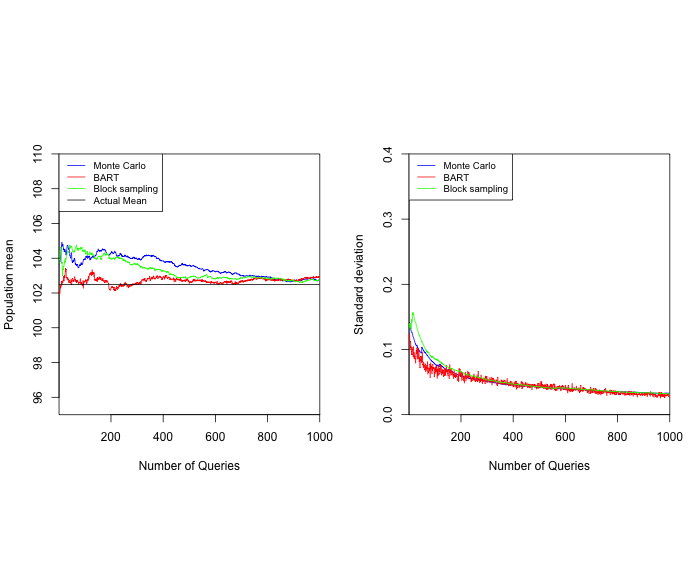 Population mean
110
108
106
104
102
100
98
96
Monte Carlo
BART
Block sampling
Actual Mean
200
400
600
800
1000
Number of Queries
Standard deviation
0.4
0.3
0.2
0.1
0.0
Monte Carlo
BART
Block sampling
200
400
600
800
1000
Number of Queries